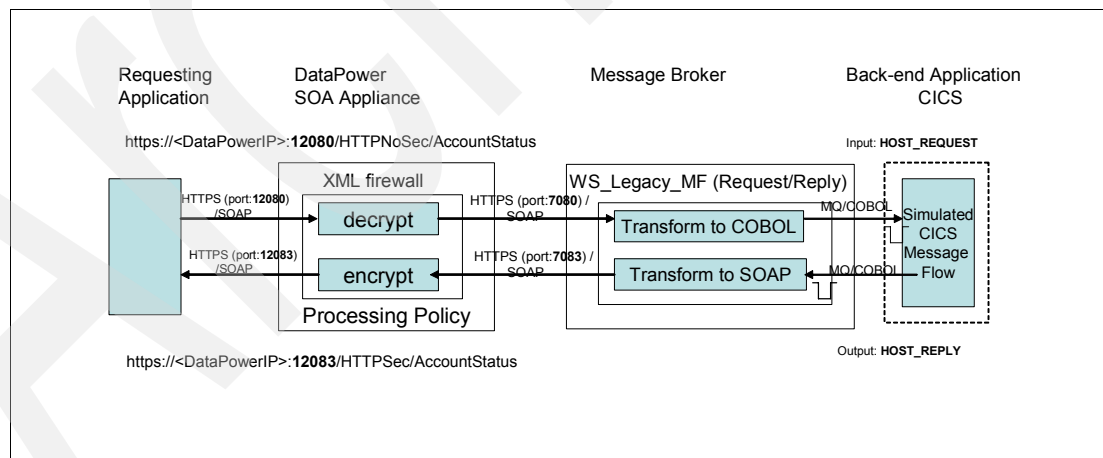 Requesting
Application
DataPower
SOA Appliance
Message Broker
Back-end Application
CICS
https://<DataPowerIP>:12080/HTTPNoSec/AccountStatus
Input: HOST_REQUEST
XML firewall
WS_Legacy_MF (Request/Reply)
HTTPS (port:12080)
/SOAP
decrypt
HTTPS (port:7080) /
SOAP
Transform to COBOL
MQ/COBOL
Simulated
CICS
Message
Flow
HTTPS (port:12083)
/SOAP
encrypt
HTTPS (port:7083) /
SOAP
Transform to SOAP
MQ/COBOL
Processing Policy
Output: HOST_REPLY
https://<DataPowerIP>:12083/HTTPSec/AccountStatus